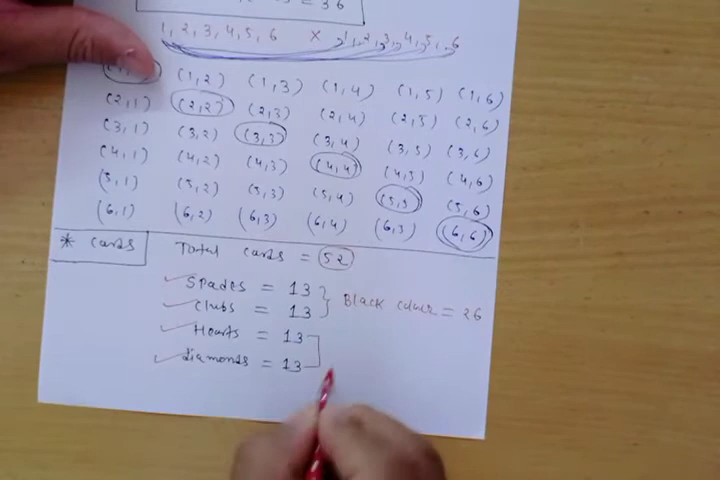 = 36
1, 2, 3, 4, 5, 6 × 1, 2, 3, 4, 5, 6
(1,2) (1,3) (1,4) (1,5) (1,6)
(2,1) (2,2) (2,3) (2,4) (2,5) (2,6)
(3,1) (3,2) (3,3) (3,4) (3,5) (3,6)
(4,1) (4,2) (4,3) (4,4) (4,5) (4,6)
(5,1) (5,2) (5,3) (5,4) (5,5) (5,6)
(6,1) (6,2) (6,3) (6,4) (6,5) (6,6)
* cards Total cards = 52
Spades = 13
Clubs = 13 Black colour = 26
Hearts = 13
diamonds = 13